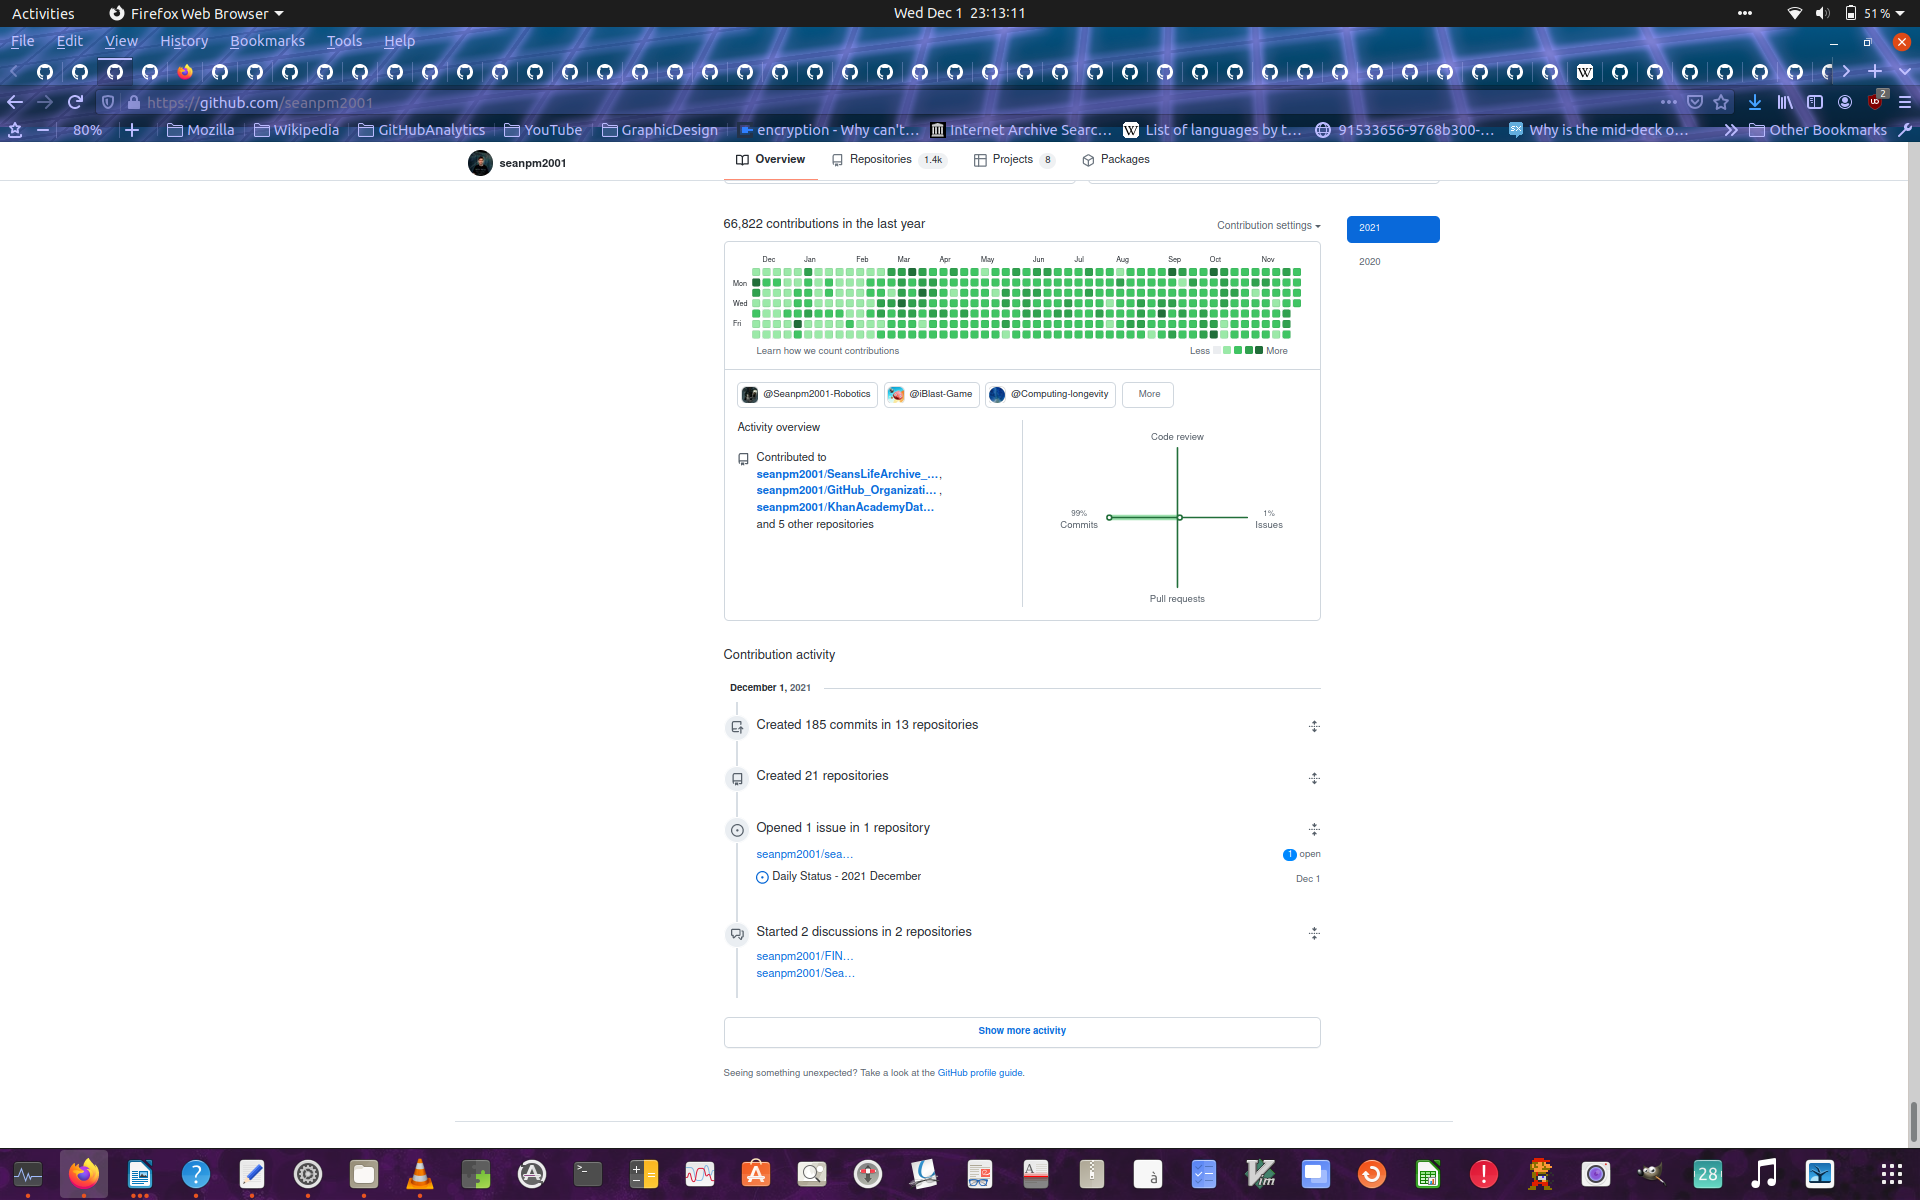 Activities Firefox Web Browser Wed Dec 1 23:13:11 51 %
File Edit View History Bookmarks Tools Help
https://github.com/seanpm2001 2
80% Mozilla Wikipedia GitHubAnalytics YouTube GraphicDesign encryption - Why can't… Internet Archive Searc… List of languages by t… 91533656-9768b300-… Why is the mid-deck o… Other Bookmarks
seanpm2001 Overview Repositories 1.4k Projects 8 Packages
66,822 contributions in the last year Contribution settings 2021
2020
Dec Jan Feb Mar Apr May Jun Jul Aug Sep Oct Nov
Mon
Wed
Fri
Learn how we count contributions Less More
@Seanpm2001-Robotics @iBlast-Game @Computing-longevity More
Activity overview
Contributed to
seanpm2001/SeansLifeArchive_…,
seanpm2001/GitHub_Organizati… ,
seanpm2001/KhanAcademyDat…
and 5 other repositories
Code review
99% Commits
1% Issues
Pull requests
Contribution activity
December 1, 2021
Created 185 commits in 13 repositories
Created 21 repositories
Opened 1 issue in 1 repository
seanpm2001/sea… 1 open
Daily Status - 2021 December Dec 1
Started 2 discussions in 2 repositories
seanpm2001/FIN…
seanpm2001/Sea…
Show more activity
Seeing something unexpected? Take a look at the GitHub profile guide.
28